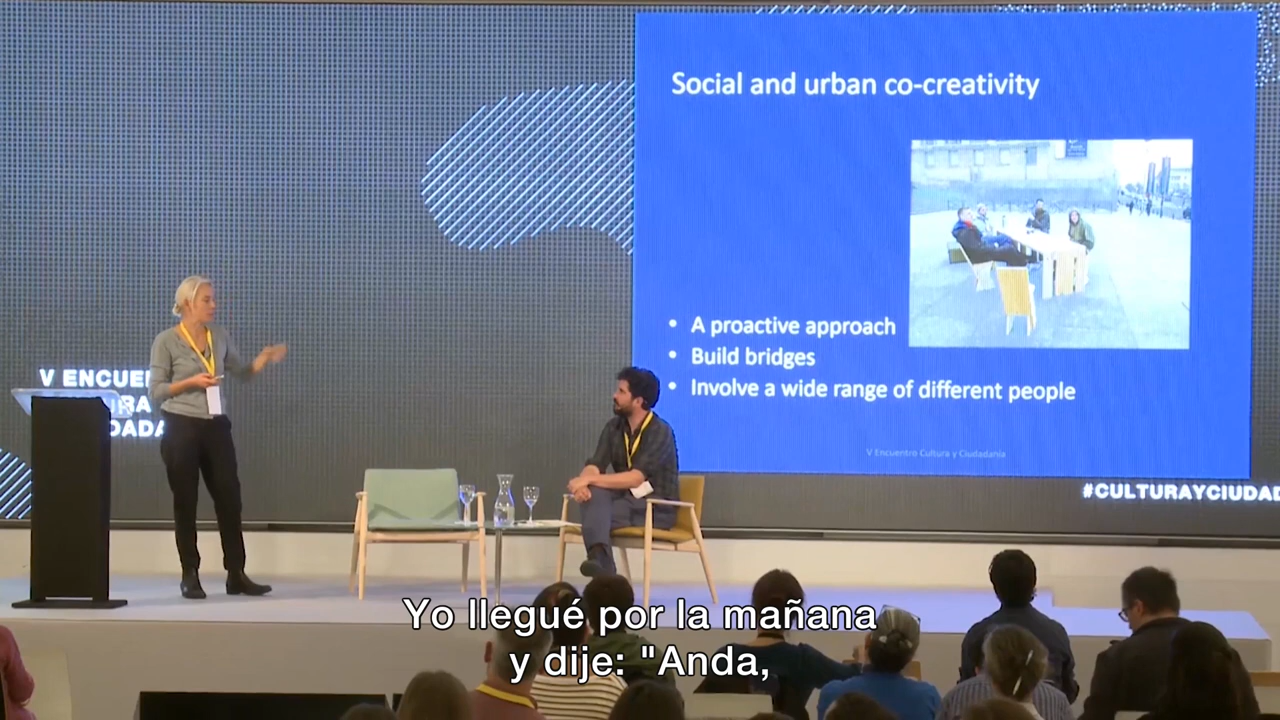 Social and urban co-creativity
• A proactive approach
• Build bridges
• Involve a wide range of different people
V Encuentro Cultura y Ciudadanía
V ENCUE
RA
DADA
#CULTURAYCIUDAD
Yo llegué por la mañana
y dije: "Anda,